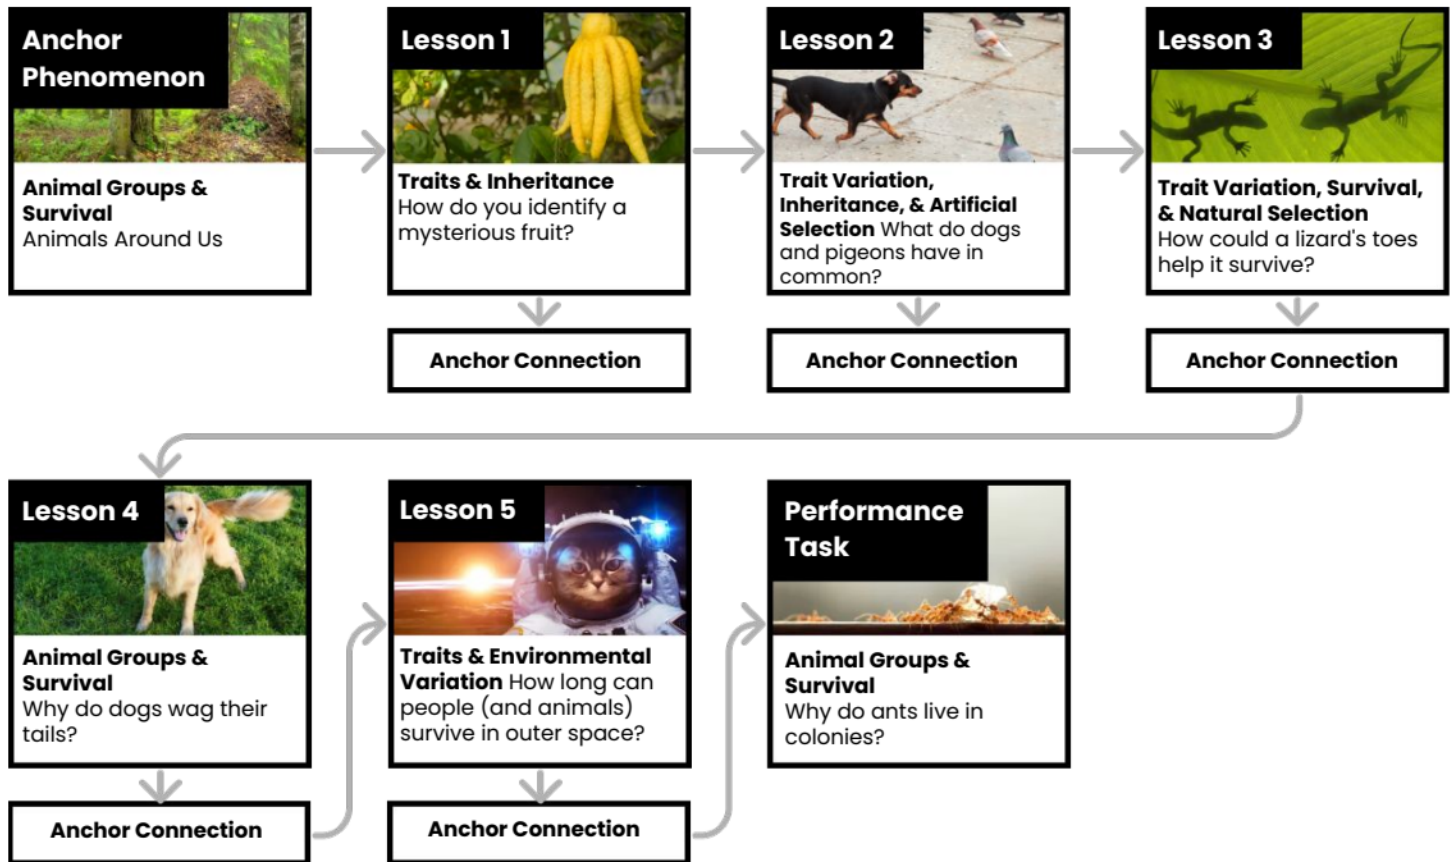 Anchor
Phenomenon
Animal Groups &
Survival
Animals Around Us
Lesson 1
Traits & Inheritance
How do you identify a
mysterious fruit?
Anchor Connection
Lesson 2
Trait Variation,
Inheritance, & Artificial
Selection What do dogs
and pigeons have in
common?
Anchor Connection
Lesson 3
Trait Variation, Survival,
& Natural Selection
How could a lizard's toes
help it survive?
Anchor Connection
Lesson 4
Animal Groups &
Survival
Why do dogs wag their
tails?
Anchor Connection
Lesson 5
Traits & Environmental
Variation How long can
people (and animals)
survive in outer space?
Anchor Connection
Performance
Task
Animal Groups &
Survival
Why do ants live in
colonies?